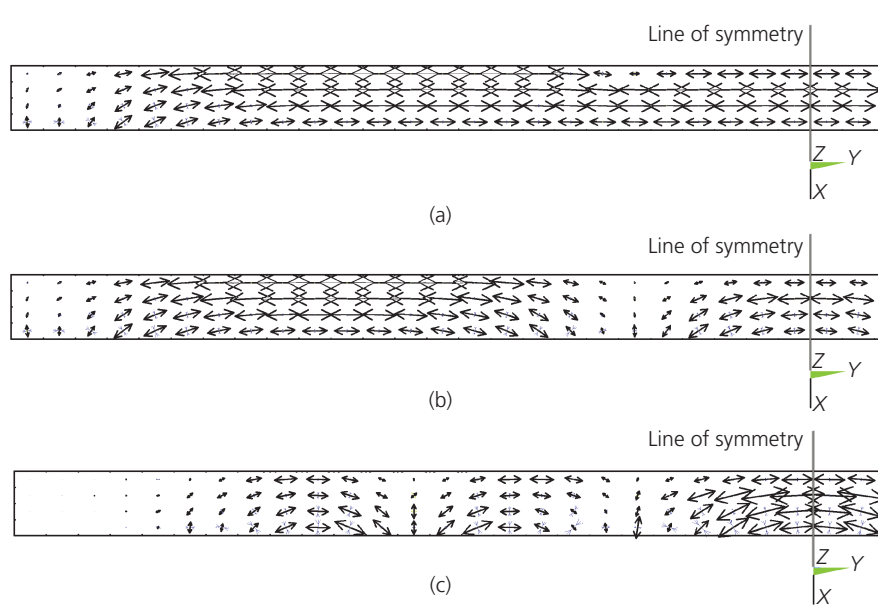 Line of symmetry
Z
Y
X
(a)
Line of symmetry
Z
Y
X
(b)
Line of symmetry
Z
Y
X
(c)